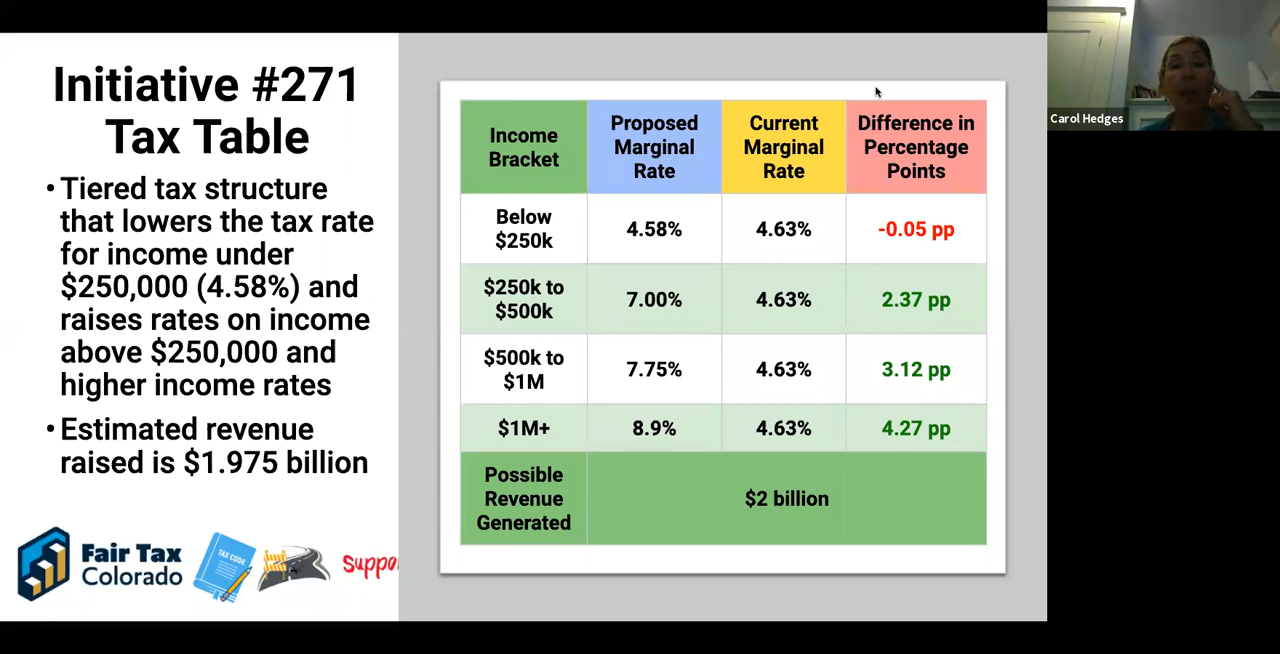 Initiative #271
Tax Table
• Tiered tax structure
that lowers the tax rate
for income under
$250,000 (4.58%) and
raises rates on income
above $250,000 and
higher income rates
• Estimated revenue
raised is $1.975 billion
Fair Tax
Colorado
TAX CODE
Suppo
Income
Bracket
Proposed
Marginal
Rate
Current
Marginal
Rate
Difference in
Percentage
Points
Below
$250k
4.58%
4.63%
-0.05 pp
$250k to
$500k
7.00%
4.63%
2.37 pp
$500k to
$1M
7.75%
4.63%
3.12 pp
$1M+
8.9%
4.63%
4.27 pp
Possible
Revenue
Generated
$2 billion
Carol Hedges